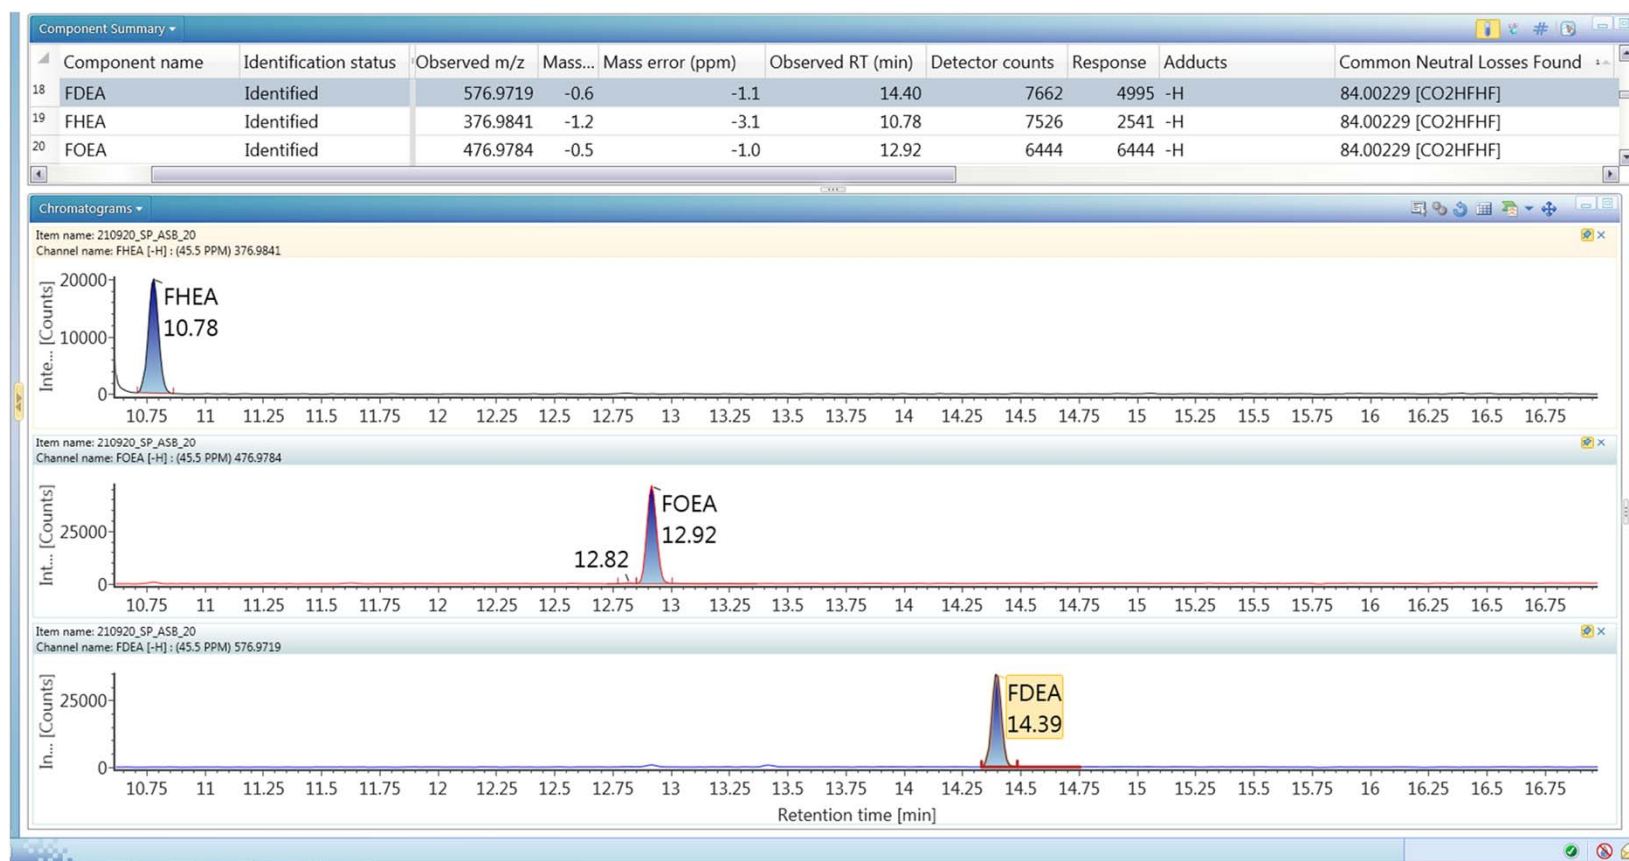 Component Summary
Component name Identification status Observed m/z Mass... Mass error (ppm) Observed RT (min) Detector counts Response Adducts Common Neutral Losses Found
18 FDEA Identified 576.9719 -0.6 -1.1 14.40 7662 4995 -H 84.00229 [CO2HFHF]
19 FHEA Identified 376.9841 -1.2 -3.1 10.78 7526 2541 -H 84.00229 [CO2HFHF]
20 FOEA Identified 476.9784 -0.5 -1.0 12.92 6444 6444 -H 84.00229 [CO2HFHF]
Chromatograms
Item name: 210920_SP_ASB_20
Channel name: FHEA [-H] : (45.5 PPM) 376.9841
Inte... [Counts]
20000
10000
0
FHEA
10.78
10.75 11 11.25 11.5 11.75 12 12.25 12.5 12.75 13 13.25 13.5 13.75 14 14.25 14.5 14.75 15 15.25 15.5 15.75 16 16.25 16.5 16.75
Item name: 210920_SP_ASB_20
Channel name: FOEA [-H] : (45.5 PPM) 476.9784
Int... [Counts]
25000
0
12.82
FOEA
12.92
10.75 11 11.25 11.5 11.75 12 12.25 12.5 12.75 13 13.25 13.5 13.75 14 14.25 14.5 14.75 15 15.25 15.5 15.75 16 16.25 16.5 16.75
Item name: 210920_SP_ASB_20
Channel name: FDEA [-H] : (45.5 PPM) 576.9719
In... [Counts]
25000
0
FDEA
14.39
10.75 11 11.25 11.5 11.75 12 12.25 12.5 12.75 13 13.25 13.5 13.75 14 14.25 14.5 14.75 15 15.25 15.5 15.75 16 16.25 16.5 16.75
Retention time [min]